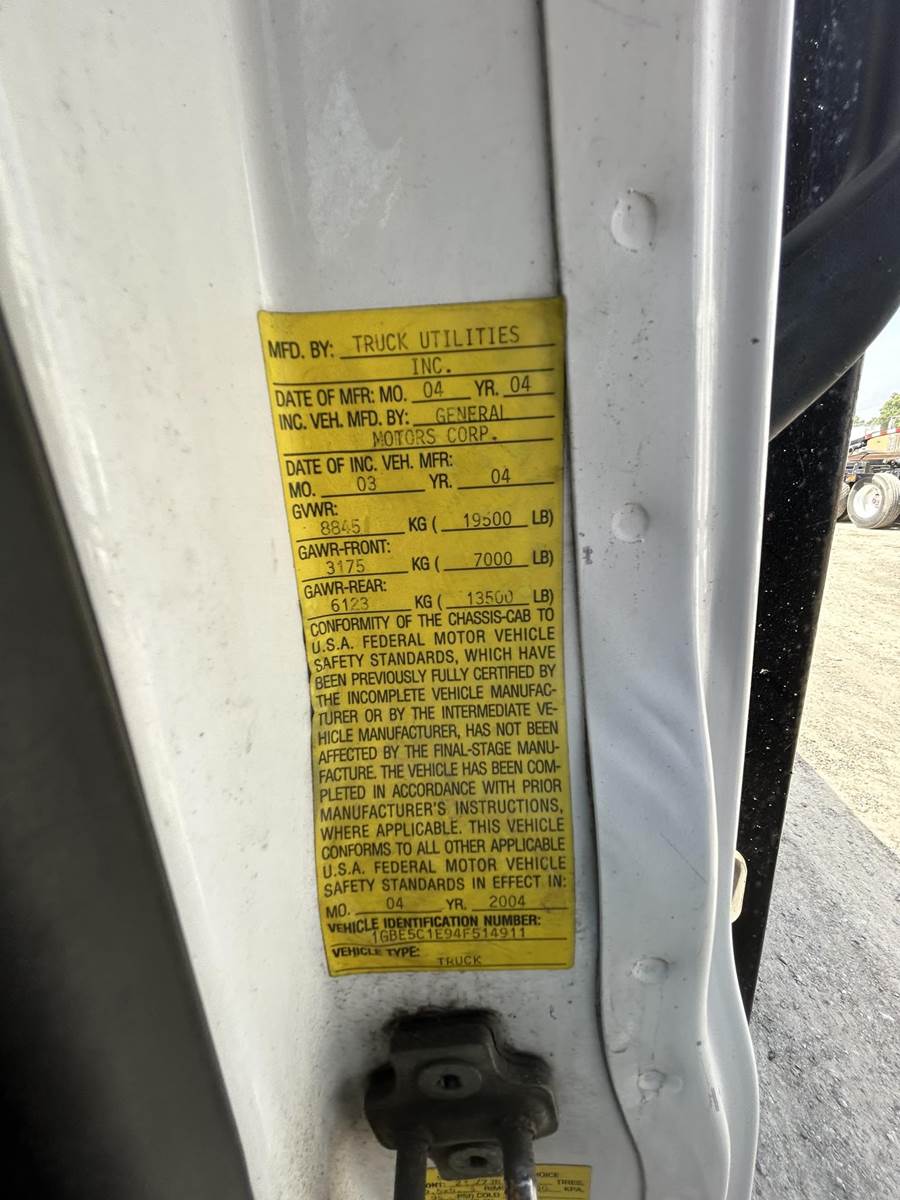 MFD. BY: TRUCK UTILITIES
INC.
DATE OF MFR: MO. 04 YR. 04
INC. VEH. MFD. BY: GENERAL
MOTORS CORP.
DATE OF INC. VEH. MFR:
MO. 03 YR. 04
GVWR:
8845 KG ( 19500 LB)
GAWR-FRONT:
3175 KG ( 7000 LB)
GAWR-REAR:
6123 KG ( 13500 LB)
CONFORMITY OF THE CHASSIS-CAB TO
U.S.A. FEDERAL MOTOR VEHICLE
SAFETY STANDARDS, WHICH HAVE
BEEN PREVIOUSLY FULLY CERTIFIED BY
THE INCOMPLETE VEHICLE MANUFAC-
TURER OR BY THE INTERMEDIATE VE-
HICLE MANUFACTURER, HAS NOT BEEN
AFFECTED BY THE FINAL-STAGE MANU-
FACTURE. THE VEHICLE HAS BEEN COM-
PLETED IN ACCORDANCE WITH PRIOR
MANUFACTURER'S INSTRUCTIONS,
WHERE APPLICABLE. THIS VEHICLE
CONFORMS TO ALL OTHER APPLICABLE
U.S.A. FEDERAL MOTOR VEHICLE
SAFETY STANDARDS IN EFFECT IN:
MO. 04 YR. 2004
VEHICLE IDENTIFICATION NUMBER:
1GBE5C1E94F514911
VEHICLE TYPE:
TRUCK
TIRES.
KPA.
COLD